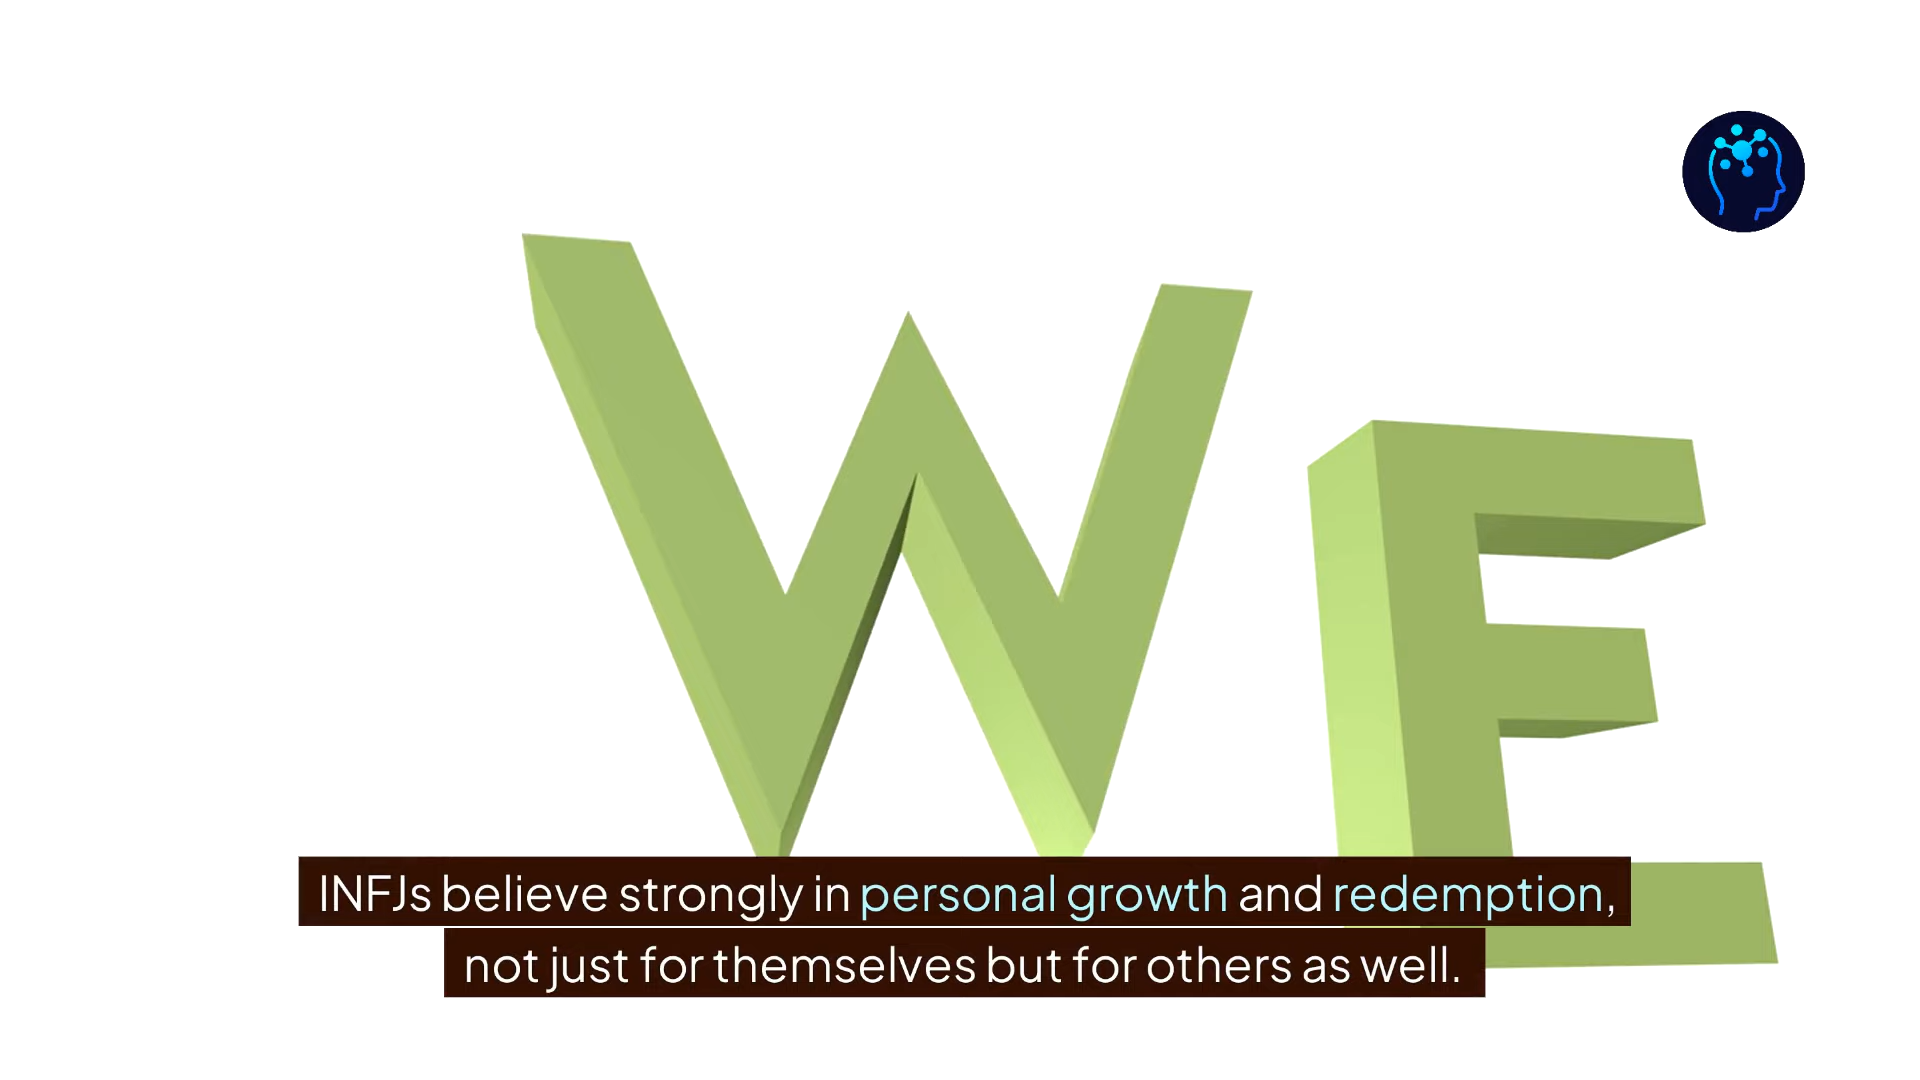 WE
INFJs believe strongly in personal growth and redemption,
not just for themselves but for others as well.